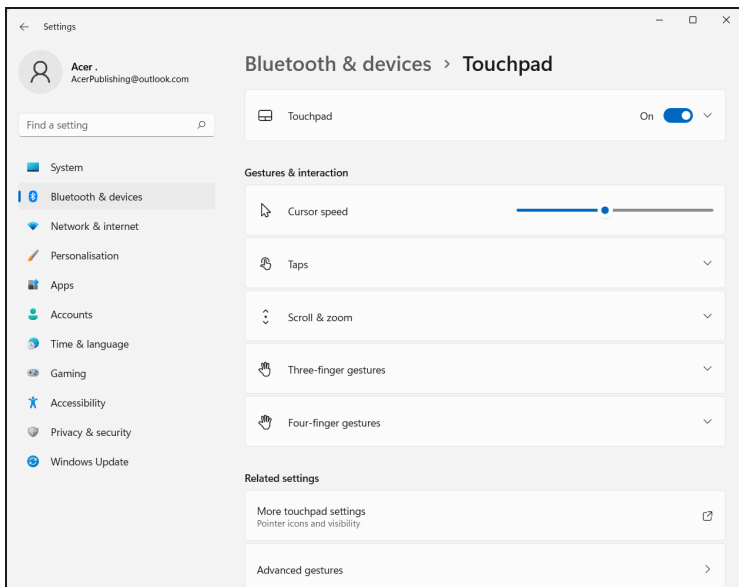 Settings
Acer .
AcerPublishing@outlook.com
Find a setting
System
Bluetooth & devices
Network & internet
Personalisation
Apps
Accounts
Time & language
Gaming
Accessibility
Privacy & security
Windows Update
Bluetooth & devices > Touchpad
Touchpad On
Gestures & interaction
Cursor speed
Taps
Scroll & zoom
Three-finger gestures
Four-finger gestures
Related settings
More touchpad settings
Pointer icons and visibility
Advanced gestures